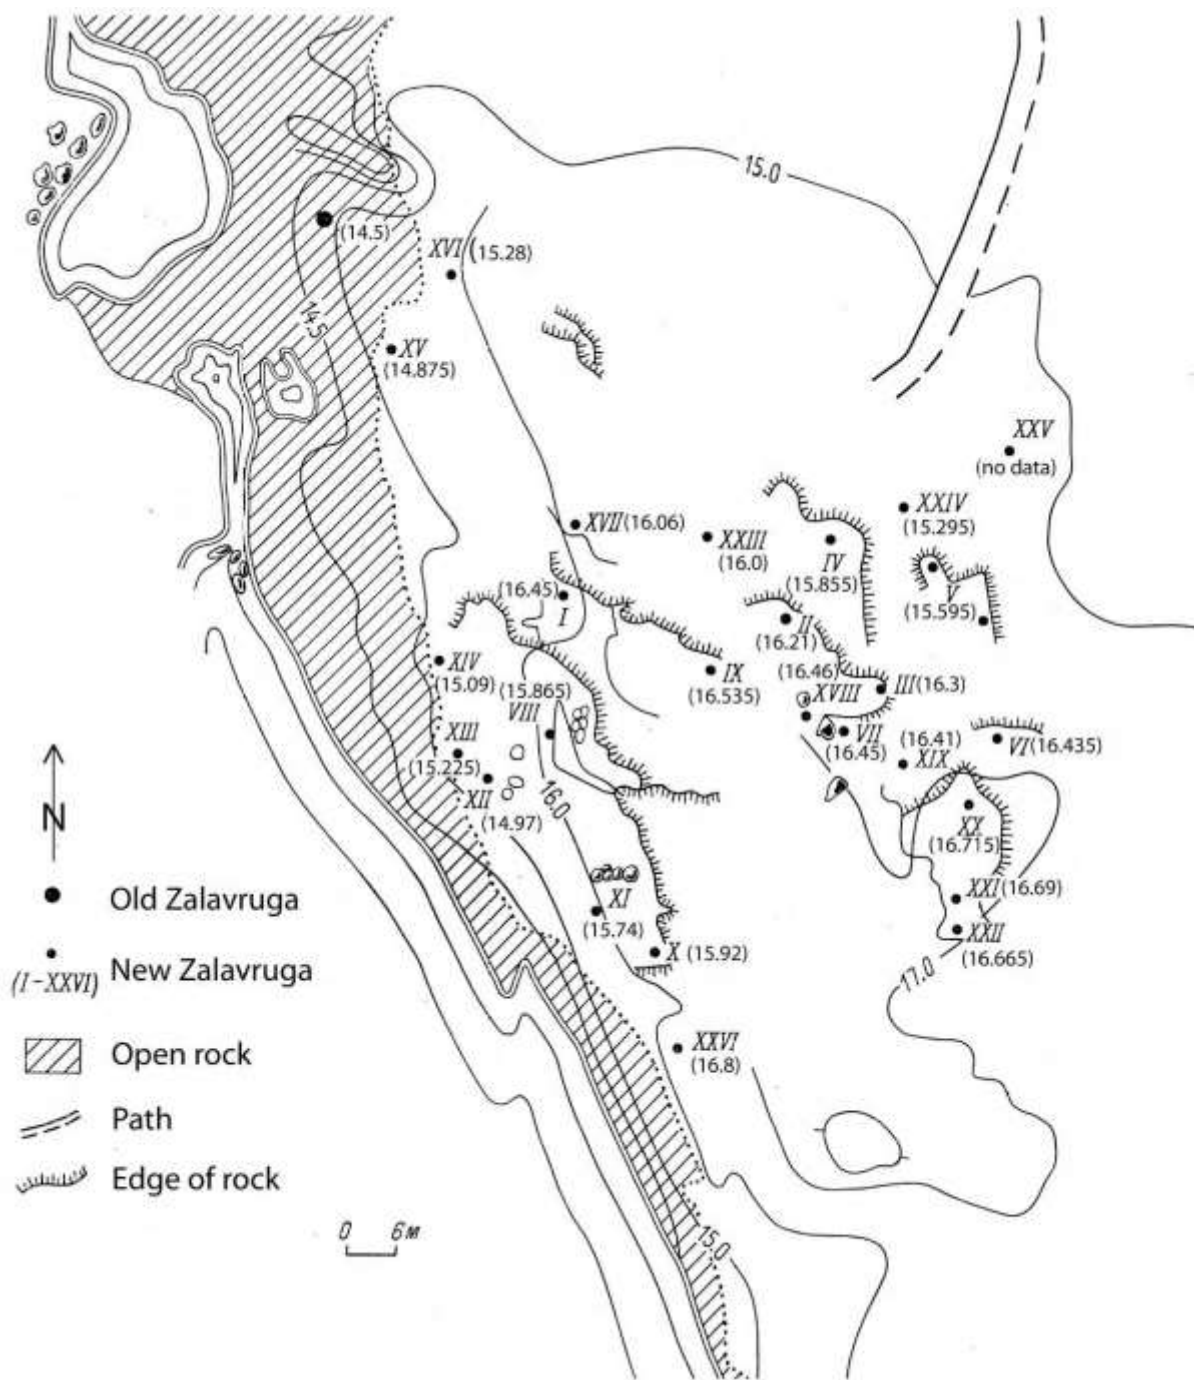 15.0
(14.5)
XVI (15.28)
14.5
XV
(14.875)
XXV
(no data)
XXIV
(15.295)
XVII (16.06)
XXIII
(16.0)
IV
(15.855)
V
(15.595)
(16.45)
I
II
(16.21)
XIV
(15.09)
(15.865)
VIII
IX
(16.535)
(16.46)
XVIII
III (16.3)
XIII
(15.225)
VII
(16.45)
(16.41)
XIX
VI (16.435)
XII
(14.97)
16.0
XX
(16.715)
N
XI
(15.74)
XXI (16.69)
XXII
(16.665)
X (15.92)
17.0
XXVI
(16.8)
Old Zalavruga
New Zalavruga
(I-XXVI)
Open rock
Path
Edge of rock
0 6 м
15.0